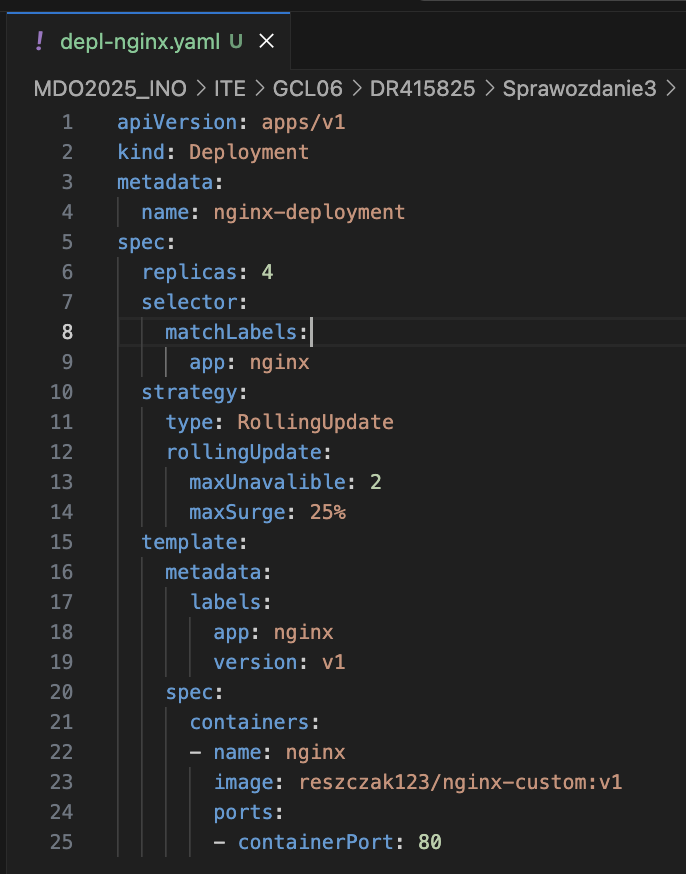 ! depl-nginx.yaml U ×
MDO2025_INO > ITE > GCL06 > DR415825 > Sprawozdanie3 >
1 apiVersion: apps/v1
2 kind: Deployment
3 metadata:
4   name: nginx-deployment
5 spec:
6   replicas: 4
7   selector:
8     matchLabels:
9       app: nginx
10   strategy:
11     type: RollingUpdate
12     rollingUpdate:
13       maxUnavalible: 2
14       maxSurge: 25%
15   template:
16     metadata:
17       labels:
18         app: nginx
19         version: v1
20     spec:
21       containers:
22       - name: nginx
23         image: reszczak123/nginx-custom:v1
24         ports:
25         - containerPort: 80